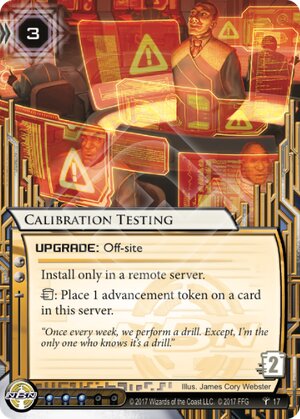 3
CALIBRATION TESTING
UPGRADE: Off-site
Install only in a remote server.
: Place 1 advancement token on a card
in this server.
“Once every week, we perform a drill. Except, I’m the
only one who knows it’s a drill.”
2
Illus. James Cory Webster
NBN
© 2017 Wizards of the Coast LLC. © 2017 FFG
17